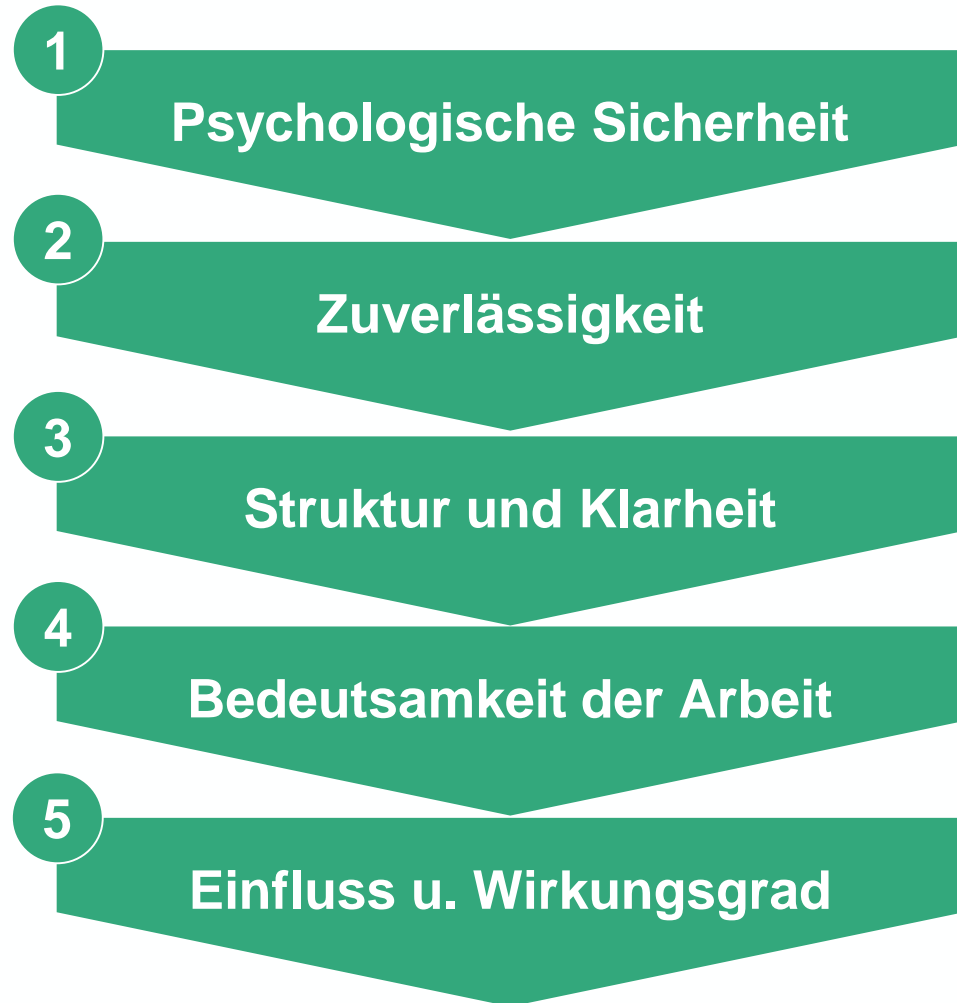 1
Psychologische Sicherheit
2
Zuverlässigkeit
3
Struktur und Klarheit
4
Bedeutsamkeit der Arbeit
5
Einfluss u. Wirkungsgrad